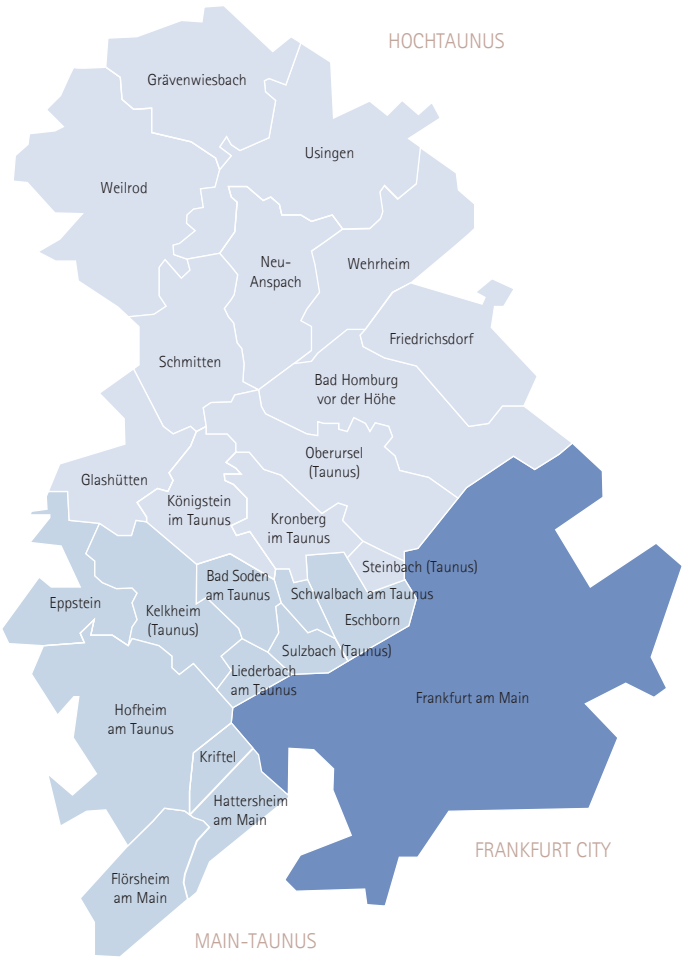 HOCHTAUNUS
Grävenwiesbach
Usingen
Weilrod
Neu-
Anspach
Wehrheim
Friedrichsdorf
Schmitten
Bad Homburg
vor der Höhe
Oberursel
(Taunus)
Glashütten
Königstein
im Taunus
Kronberg
im Taunus
Steinbach (Taunus)
Bad Soden
am Taunus
Schwalbach am Taunus
Eppstein
Kelkheim
(Taunus)
Eschborn
Sulzbach (Taunus)
Liederbach
am Taunus
Frankfurt am Main
Hofheim
am Taunus
Kriftel
Hattersheim
am Main
FRANKFURT CITY
Flörsheim
am Main
MAIN-TAUNUS